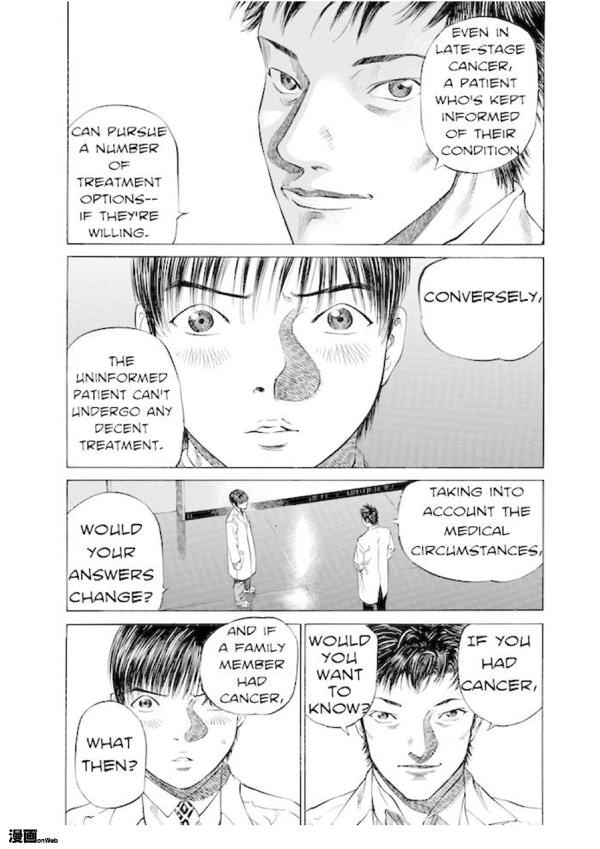 EVEN IN
LATE-STAGE
CANCER,
A PATIENT
WHO'S KEPT
INFORMED
OF THEIR
CONDITION
CAN PURSUE
A NUMBER
OF
TREATMENT
OPTIONS--
IF THEY'RE
WILLING.
CONVERSELY,
THE
UNINFORMED
PATIENT CAN'T
UNDERGO ANY
DECENT
TREATMENT.
TAKING INTO
ACCOUNT THE
MEDICAL
CIRCUMSTANCES,
WOULD
YOUR
ANSWERS
CHANGE?
IF YOU
HAD
CANCER,
WOULD
YOU
WANT
TO
KNOW?
AND IF
A FAMILY
MEMBER
HAD
CANCER,
WHAT
THEN?
漫画onWeb